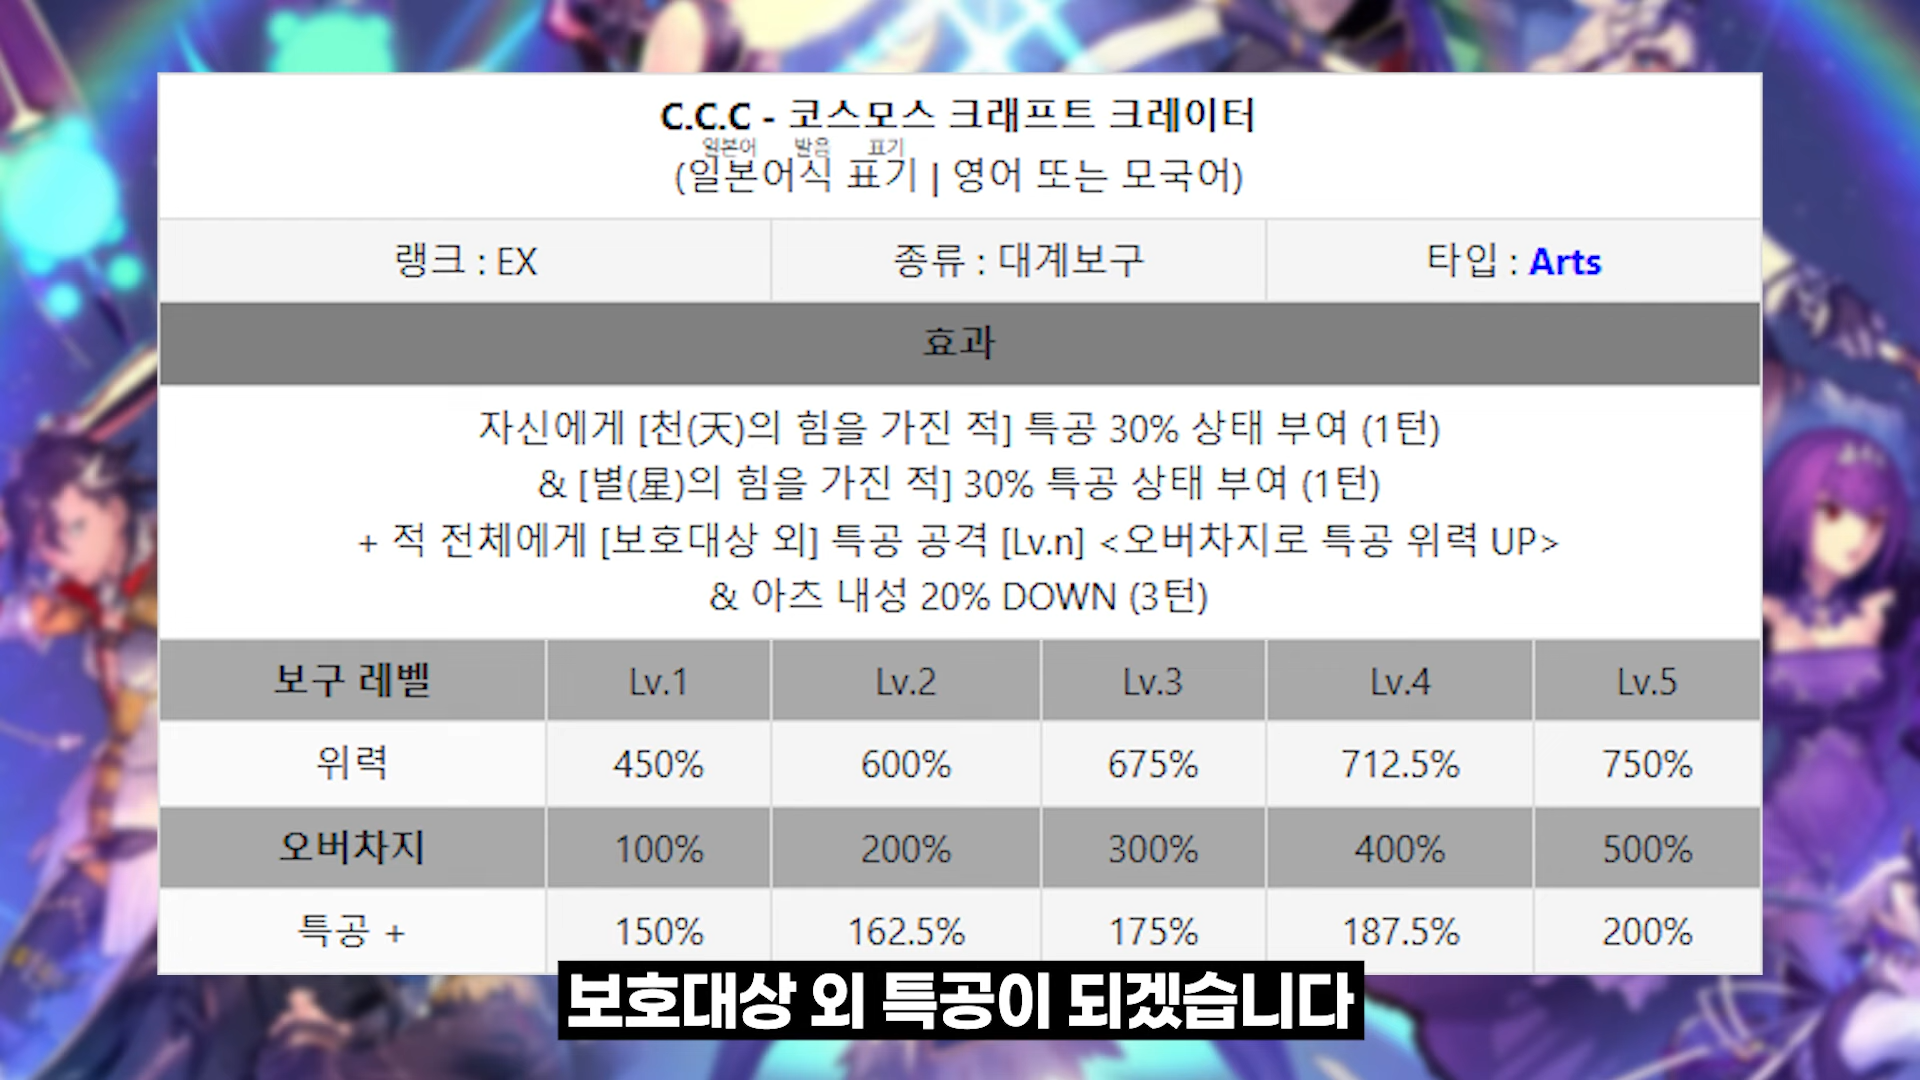 C.C.C - 코스모스 크래프트 크레이터
일본어 발음 표기
(일본어식 표기 | 영어 또는 모국어)
랭크 : EX 종류 : 대계보구 타입 : Arts
효과
자신에게 [천(天)의 힘을 가진 적] 특공 30% 상태 부여 (1턴)
& [별(星)의 힘을 가진 적] 30% 특공 상태 부여 (1턴)
+ 적 전체에게 [보호대상 외] 특공 공격 [Lv.n] <오버차지로 특공 위력 UP>
& 아츠 내성 20% DOWN (3턴)
보구 레벨 Lv.1 Lv.2 Lv.3 Lv.4 Lv.5
위력 450% 600% 675% 712.5% 750%
오버차지 100% 200% 300% 400% 500%
특공 + 150% 162.5% 175% 187.5% 200%
보호대상 외 특공이 되겠습니다